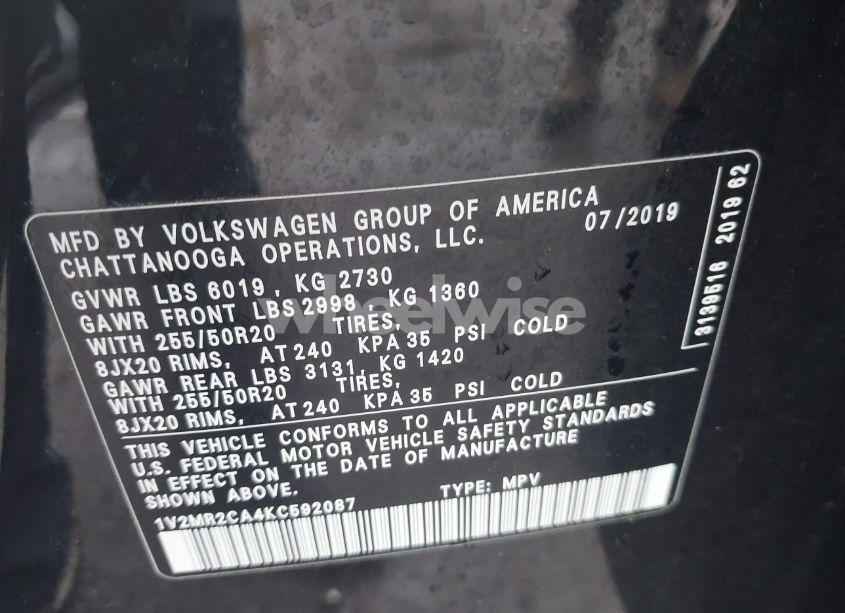 MFD BY VOLKSWAGEN GROUP OF AMERICA
CHATTANOOGA OPERATIONS, LLC. 07/2019
GVWR LBS 6019, KG 2730
GAWR FRONT LBS 2998, KG 1360
WITH 255/50R20 TIRES,
8JX20 RIMS, AT 240 KPA 35 PSI COLD
GAWR REAR LBS 3131, KG 1420
WITH 255/50R20 TIRES,
8JX20 RIMS, AT 240 KPA 35 PSI COLD
THIS VEHICLE CONFORMS TO ALL APPLICABLE
U.S. FEDERAL MOTOR VEHICLE SAFETY STANDARDS
IN EFFECT ON THE DATE OF MANUFACTURE
SHOWN ABOVE.
1V2MR2CA4KC592087 TYPE: MPV
3139516 2019 62
wheelwise